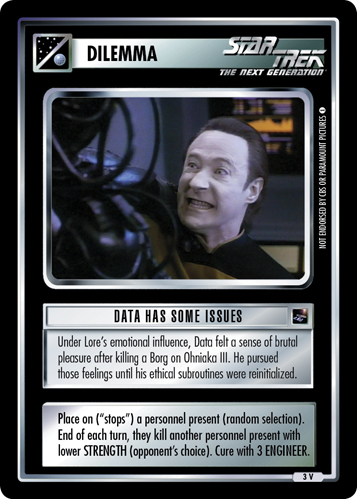 DILEMMA
STAR TREK
THE NEXT GENERATION
NOT ENDORSED BY CBS OR PARAMOUNT PICTURES
DATA HAS SOME ISSUES
Under Lore's emotional influence, Data felt a sense of brutal
pleasure after killing a Borg on Ohniaka III. He pursued
those feelings until his ethical subroutines were reinitialized.
Place on ("stops") a personnel present (random selection).
End of each turn, they kill another personnel present with
lower STRENGTH (opponent's choice). Cure with 3 ENGINEER.
3 V